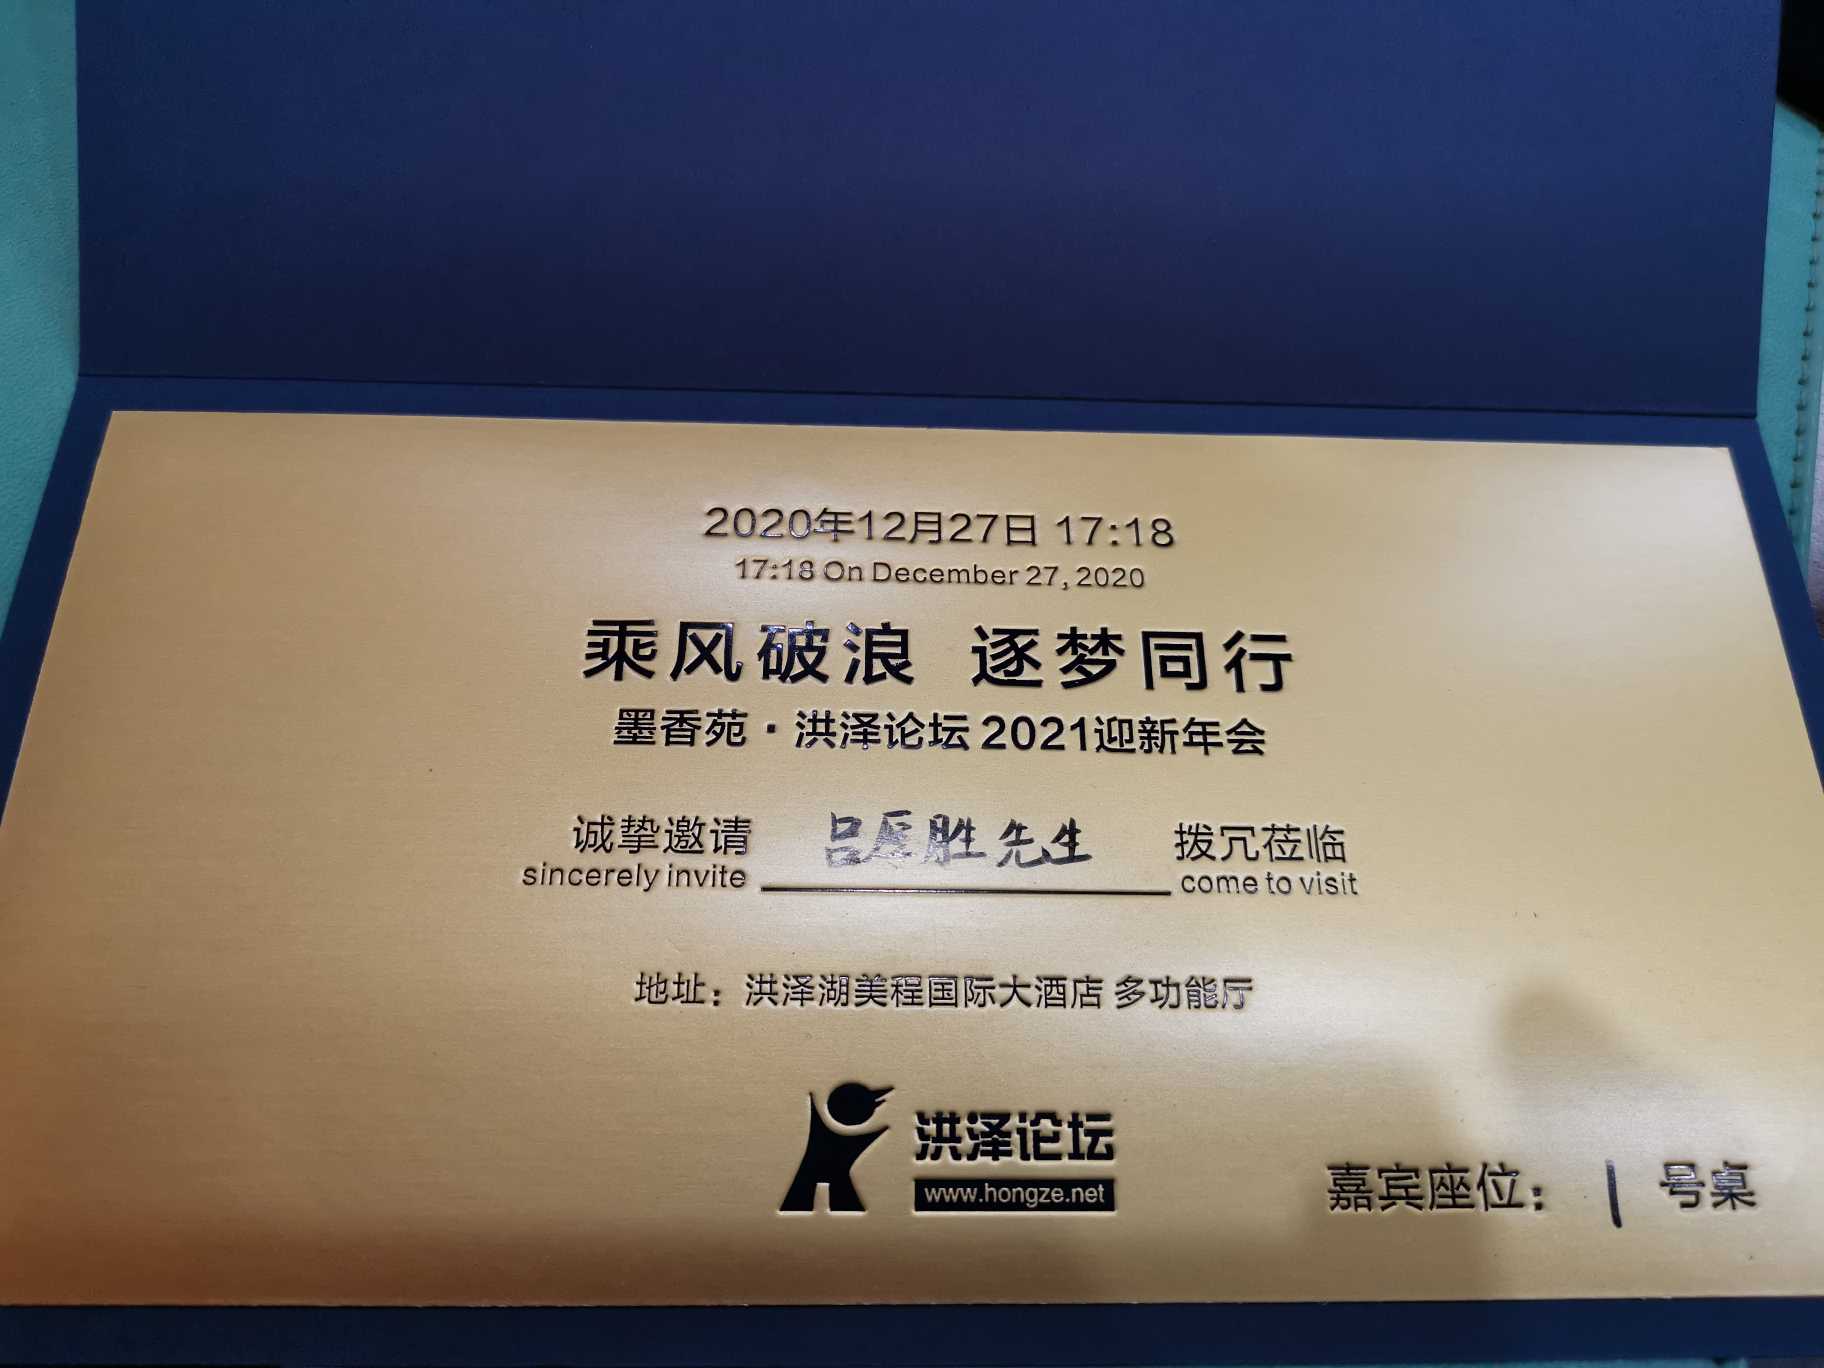 2020年12月27日 17:18
17:18 On December 27, 2020
乘风破浪 逐梦同行
墨香苑·洪泽论坛 2021迎新年会
诚挚邀请 吕厚胜先生 拨冗莅临
sincerely invite come to visit
地址：洪泽湖美程国际大酒店 多功能厅
洪泽论坛
www.hongze.net
嘉宾座位：1号桌